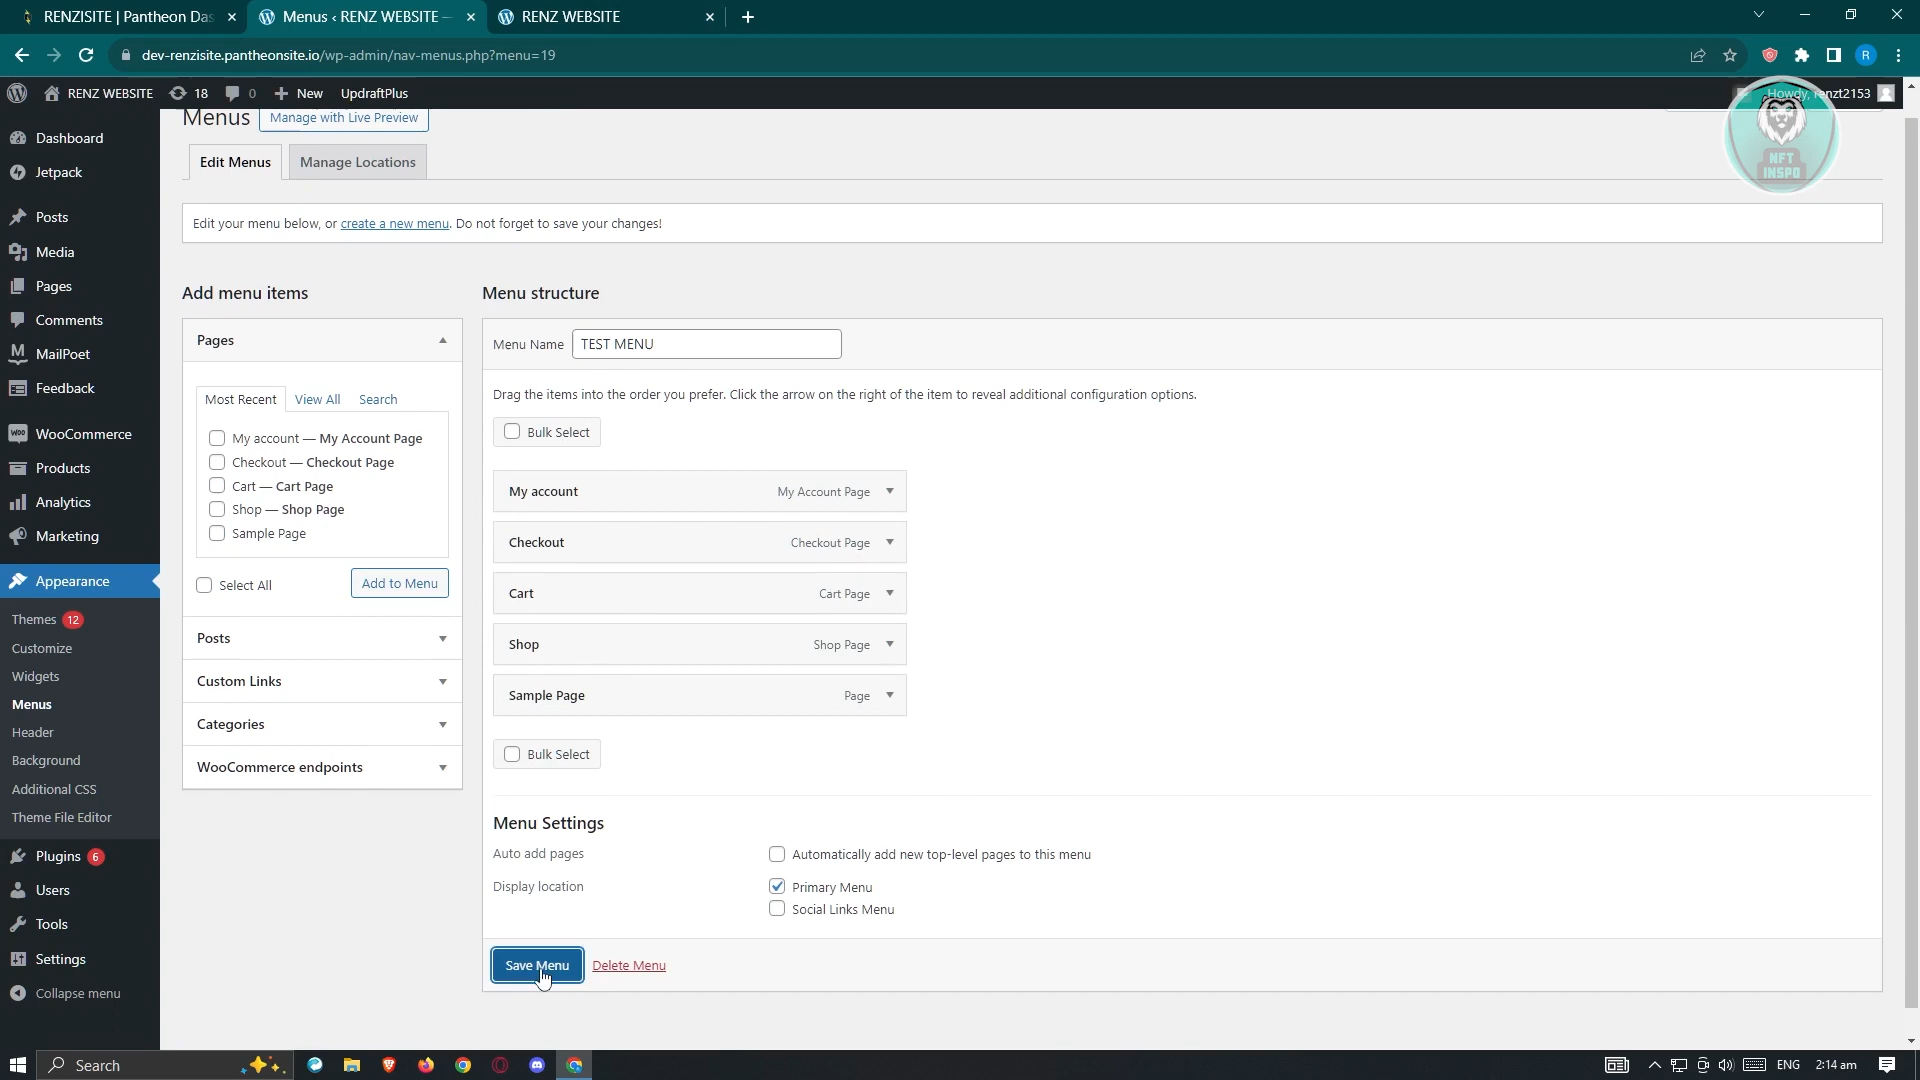 RENZISITE | Pantheon Das
Menus ‹ RENZ WEBSITE —
RENZ WEBSITE
dev-renzisite.pantheonsite.io/wp-admin/nav-menus.php?menu=19
R
RENZ WEBSITE
18
0
New
UpdraftPlus
Howdy, renzt2153
NFT
INSPO
Dashboard
Jetpack
Posts
Media
Pages
Comments
M MailPoet
Feedback
Woo WooCommerce
Products
Analytics
Marketing
Appearance
Themes 12
Customize
Widgets
Menus
Header
Background
Additional CSS
Theme File Editor
Plugins 6
Users
Tools
Settings
Collapse menu
Menus
Manage with Live Preview
Edit Menus
Manage Locations
Edit your menu below, or create a new menu. Do not forget to save your changes!
Add menu items
Pages
Most Recent
View All
Search
My account — My Account Page
Checkout — Checkout Page
Cart — Cart Page
Shop — Shop Page
Sample Page
Select All
Add to Menu
Posts
Custom Links
Categories
WooCommerce endpoints
Menu structure
Menu Name
TEST MENU
Drag the items into the order you prefer. Click the arrow on the right of the item to reveal additional configuration options.
Bulk Select
My account
My Account Page
Checkout
Checkout Page
Cart
Cart Page
Shop
Shop Page
Sample Page
Page
Bulk Select
Menu Settings
Auto add pages
Automatically add new top-level pages to this menu
Display location
Primary Menu
Social Links Menu
Save Menu
Delete Menu
Search
ENG
2:14 am